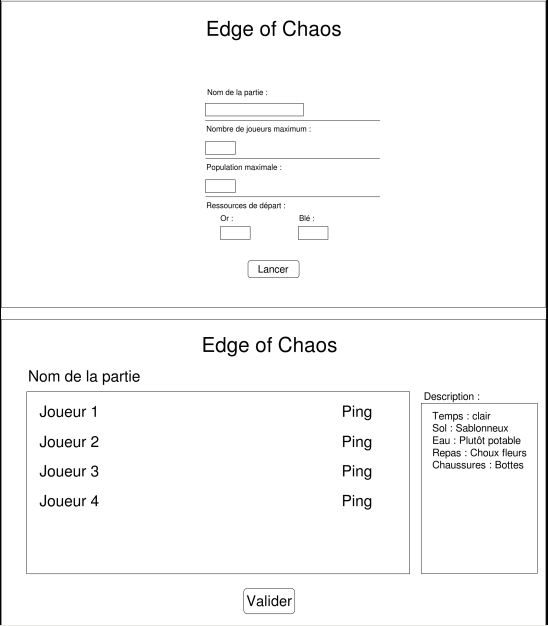 Edge of Chaos
Nom de la partie :
Nombre de joueurs maximum :
Population maximale :
Ressources de départ :
Or : Blé :
Lancer
Edge of Chaos
Nom de la partie
Joueur 1 Ping
Joueur 2 Ping
Joueur 3 Ping
Joueur 4 Ping
Description :
Temps : clair
Sol : Sablonneux
Eau : Plutôt potable
Repas : Choux fleurs
Chaussures : Bottes
Valider